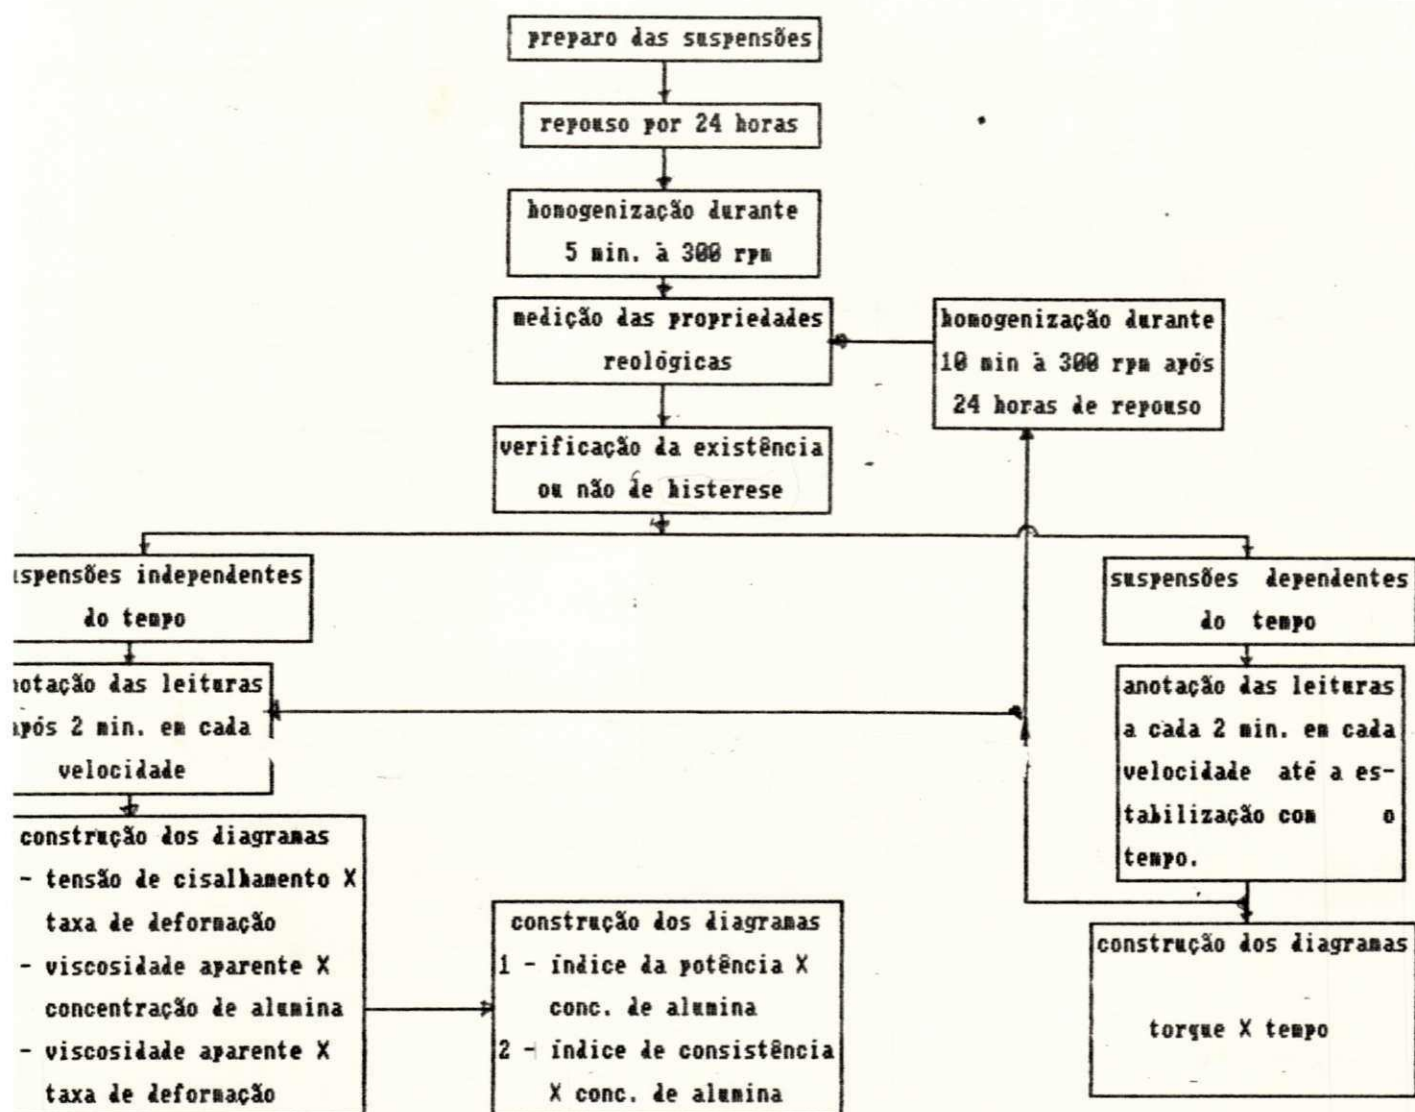 preparo das suspensões
repouso por 24 horas
homogenização durante
5 min. à 300 rpm
medição das propriedades
reológicas
homogenização durante
10 min à 300 rpm após
24 horas de repouso
verificação da existência
ou não de histerese
uspensões independentes
do tempo
suspensões dependentes
do tempo
notação das leituras
após 2 min. em cada
velocidade
anotação das leituras
a cada 2 min. em cada
velocidade até a es-
tabilização com o
tempo.
construção dos diagramas
- tensão de cisalhamento X
taxa de deformação
- viscosidade aparente X
concentração de alumina
- viscosidade aparente X
taxa de deformação
construção dos diagramas
1 - índice da potência X
conc. de alumina
2 - índice de consistência
X conc. de alumina
construção dos diagramas
torque X tempo